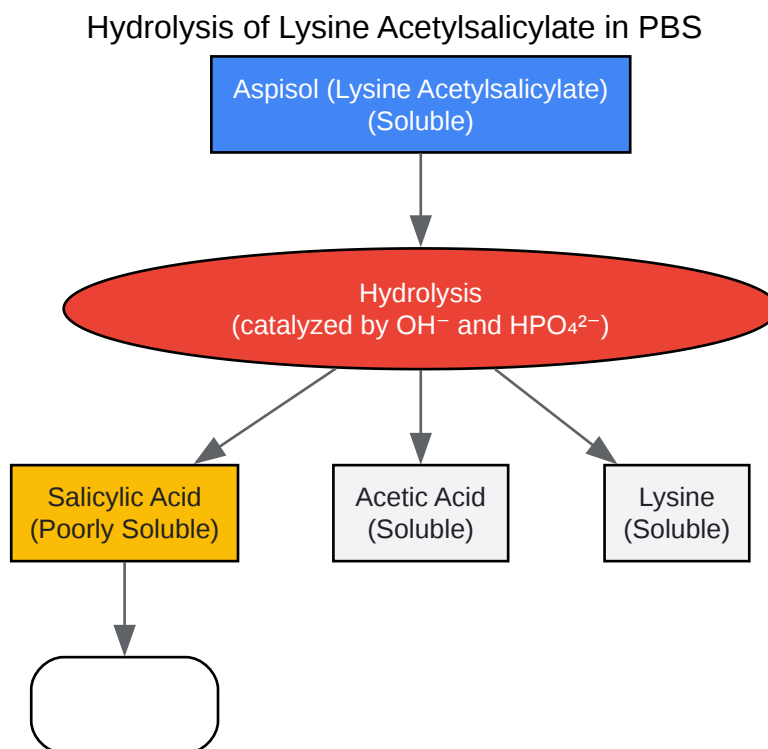 Hydrolysis of Lysine Acetylsalicylate in PBS
Aspisol (Lysine Acetylsalicylate)
(Soluble)
Hydrolysis
(catalyzed by OH⁻ and HPO₄²⁻)
Salicylic Acid
(Poorly Soluble)
Acetic Acid
(Soluble)
Lysine
(Soluble)